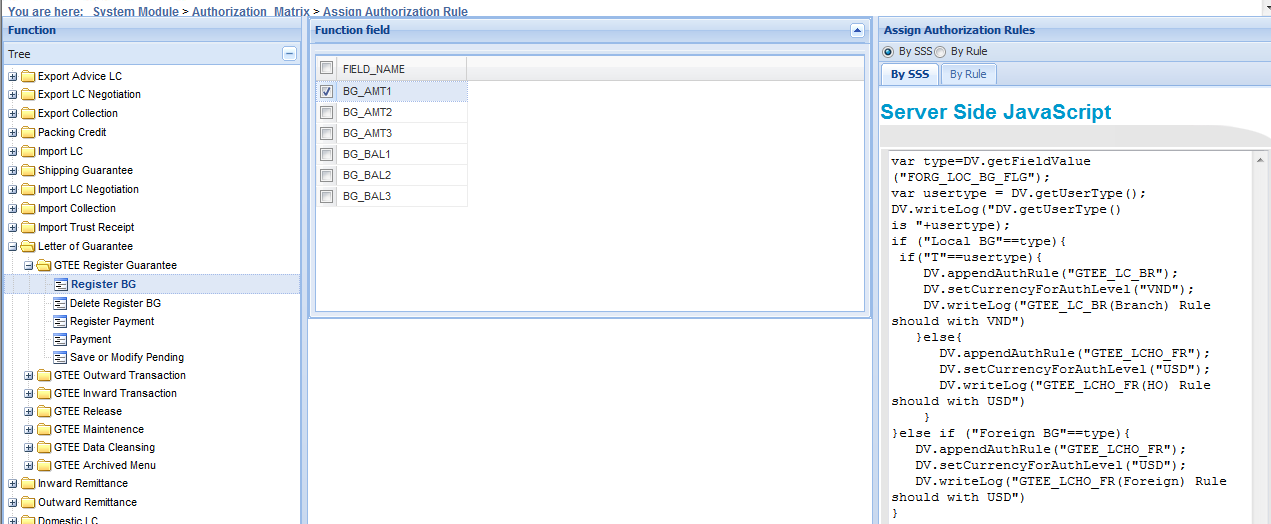 You are here: System Module > Authorization_Matrix > Assign Authorization Rule
Function
Tree
Export Advice LC
Export LC Negotiation
Export Collection
Packing Credit
Import LC
Shipping Guarantee
Import LC Negotiation
Import Collection
Import Trust Receipt
Letter of Guarantee
GTEE Register Guarantee
Register BG
Delete Register BG
Register Payment
Payment
Save or Modify Pending
GTEE Outward Transaction
GTEE Inward Transaction
GTEE Release
GTEE Maintenence
GTEE Data Cleansing
GTEE Archived Menu
Inward Remittance
Outward Remittance
Domestic LC
Function field
FIELD_NAME
BG_AMT1
BG_AMT2
BG_AMT3
BG_BAL1
BG_BAL2
BG_BAL3
Assign Authorization Rules
By SSS By Rule
By SSS By Rule
Server Side JavaScript
var type=DV.getFieldValue
("FORG_LOC_BG_FLG");
var usertype = DV.getUserType();
DV.writeLog("DV.getUserType()
is "+usertype);
if ("Local BG"==type){
if("T"==usertype){
DV.appendAuthRule("GTEE_LC_BR");
DV.setCurrencyForAuthLevel("VND");
DV.writeLog("GTEE_LC_BR(Branch) Rule
should with VND")
}else{
DV.appendAuthRule("GTEE_LCHO_FR");
DV.setCurrencyForAuthLevel("USD");
DV.writeLog("GTEE_LCHO_FR(HO) Rule
should with USD")
}
}else if ("Foreign BG"==type){
DV.appendAuthRule("GTEE_LCHO_FR");
DV.setCurrencyForAuthLevel("USD");
DV.writeLog("GTEE_LCHO_FR(Foreign) Rule
should with USD")
}